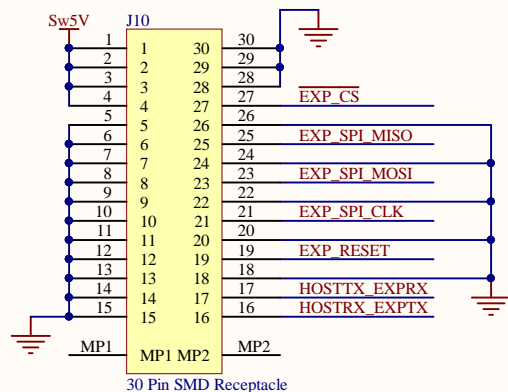 Sw5V J10
1 1 30 30
2 2 29 29
3 3 28 28
4 4 27 27 EXP_CS
5 5 26 26
6 6 25 25 EXP_SPI_MISO
7 7 24 24
8 8 23 23 EXP_SPI_MOSI
9 9 22 22
10 10 21 21 EXP_SPI_CLK
11 11 20 20
12 12 19 19 EXP_RESET
13 13 18 18
14 14 17 17 HOSTTX_EXPRX
15 15 16 16 HOSTRX_EXPTX
MP1 MP1 MP2 MP2
30 Pin SMD Receptacle